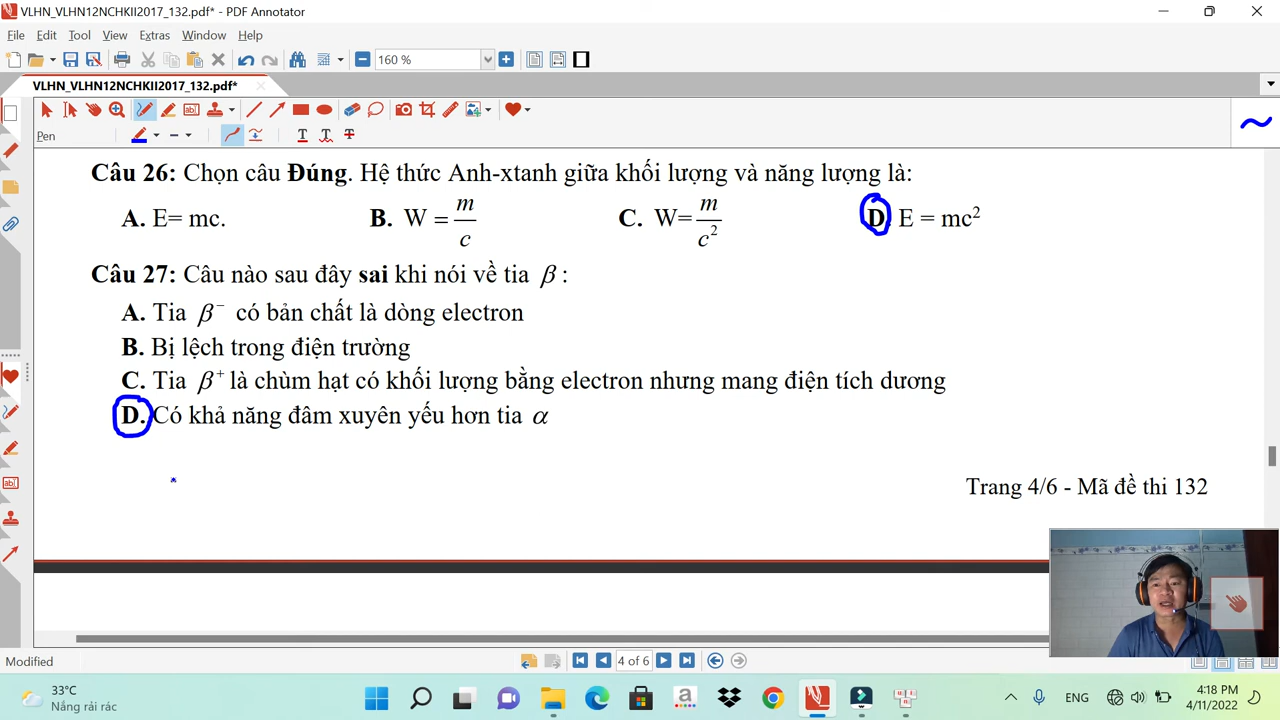 VLHN_VLHN12NCHKII2017_132.pdf* - PDF Annotator
File Edit Tool View Extras Window Help
160 %
VLHN_VLHN12NCHKII2017_132.pdf*
Pen
Câu 26: Chọn câu Đúng. Hệ thức Anh-xtanh giữa khối lượng và năng lượng là:
A. E= mc. B. W = m/c C. W= m/c² D. E = mc²
Câu 27: Câu nào sau đây sai khi nói về tia β :
A. Tia β⁻ có bản chất là dòng electron
B. Bị lệch trong điện trường
C. Tia β⁺ là chùm hạt có khối lượng bằng electron nhưng mang điện tích dương
D. Có khả năng đâm xuyên yếu hơn tia α
Trang 4/6 - Mã đề thi 132
Modified
4 of 6
33°C
Nắng rải rác
ENG
4:18 PM
4/11/2022